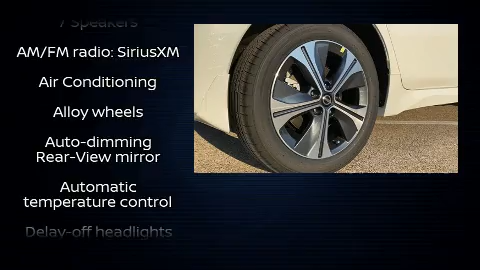 7 Speakers
AM/FM radio: SiriusXM
Air Conditioning
Alloy wheels
Auto-dimming
Rear-View mirror
Automatic
temperature control
Delay-off headlights